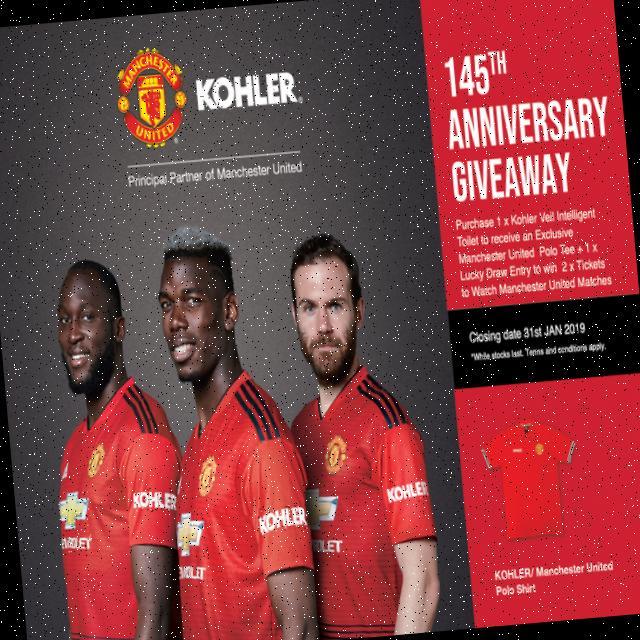 MANCHESTER
UNITED
KOHLER
Principal Partner of Manchester United
145TH
ANNIVERSARY
GIVEAWAY
Purchase 1 x Kohler Veil Intelligent
Toilet to receive an Exclusive
Manchester United Polo Tee + 1 x
Lucky Draw Entry to win 2 x Tickets
to Watch Manchester United Matches
Closing date 31st JAN 2019
*While stocks last. Terms and conditions apply.
KOHLER
KOHLER
KOHLER
KOHLER/ Manchester United
Polo Shirt